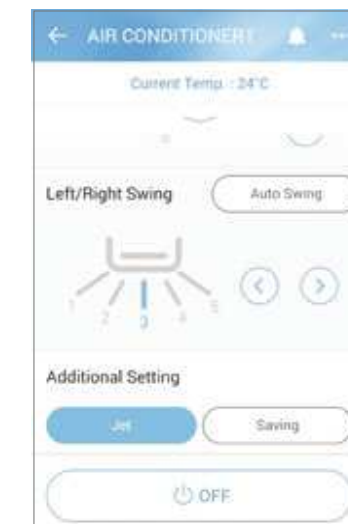 ← AIR CONDITIONER1
Current Temp. : 24°C
Left/Right Swing Auto Swing
1 2 3 4 5
Additional Setting
Jet Saving
OFF